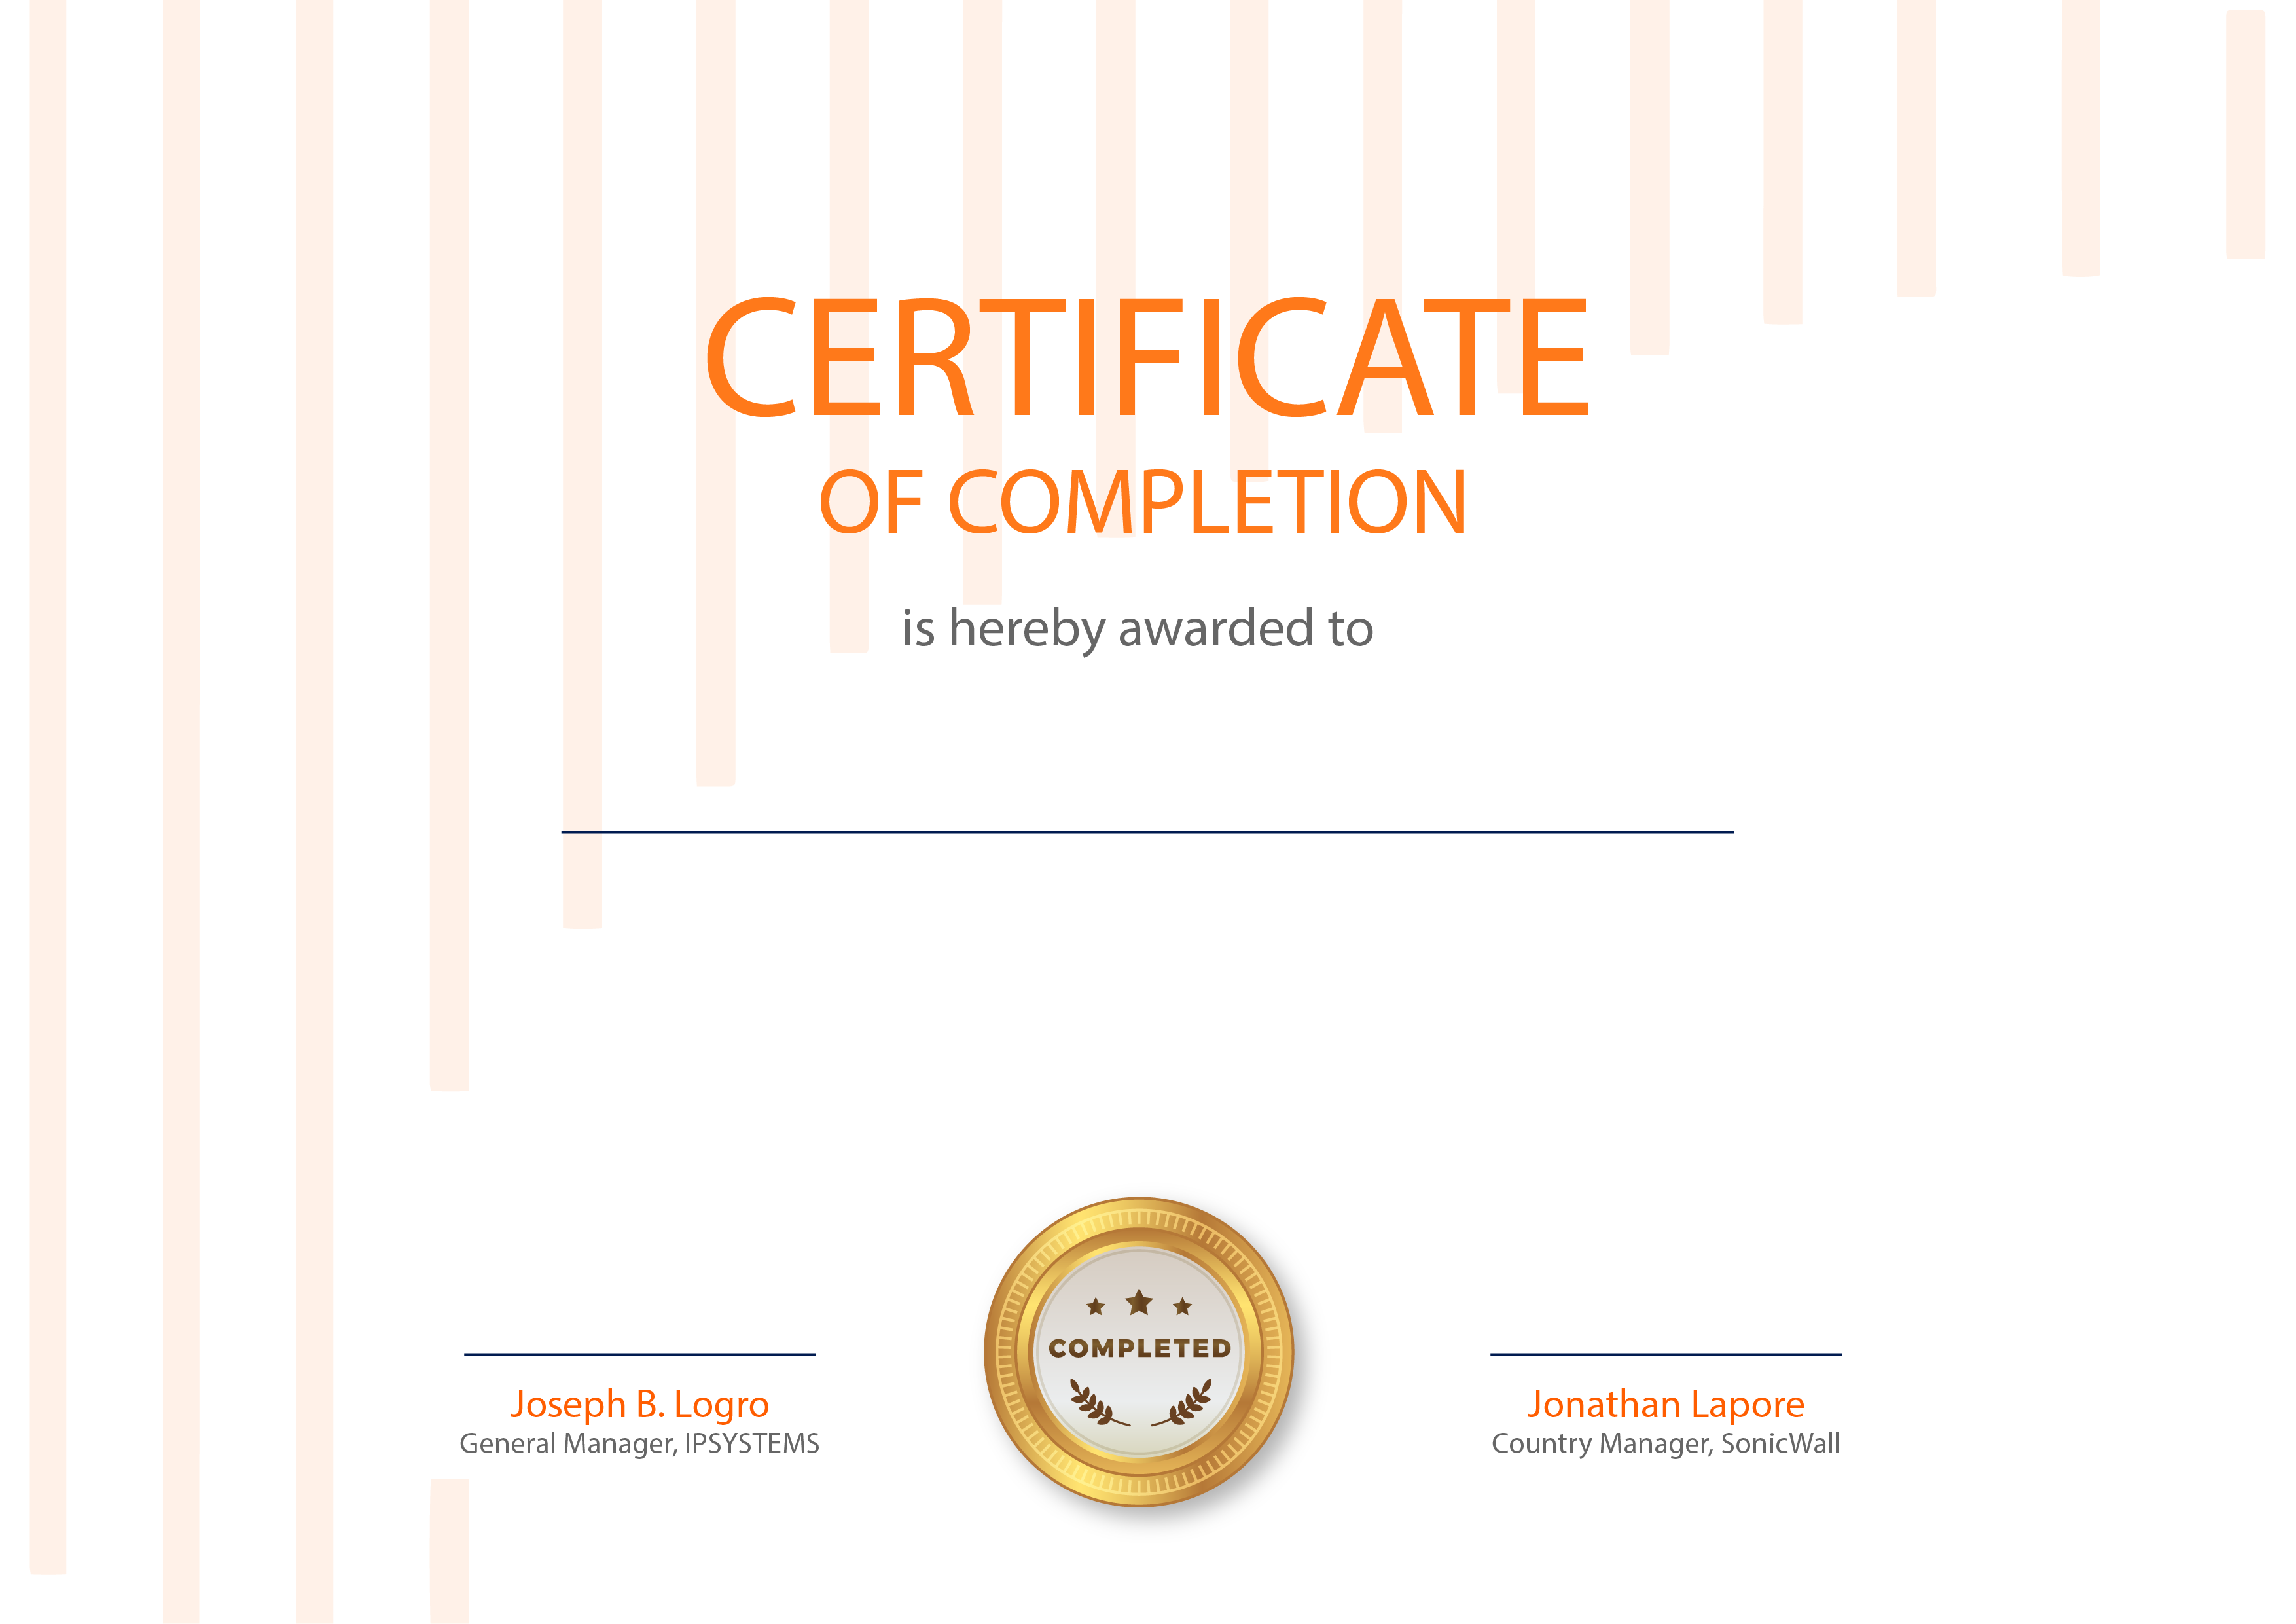 CERTIFICATE
OF COMPLETION
is hereby awarded to
COMPLETED
Joseph B. Logro
General Manager, IPSYSTEMS
Jonathan Lapore
Country Manager, SonicWall